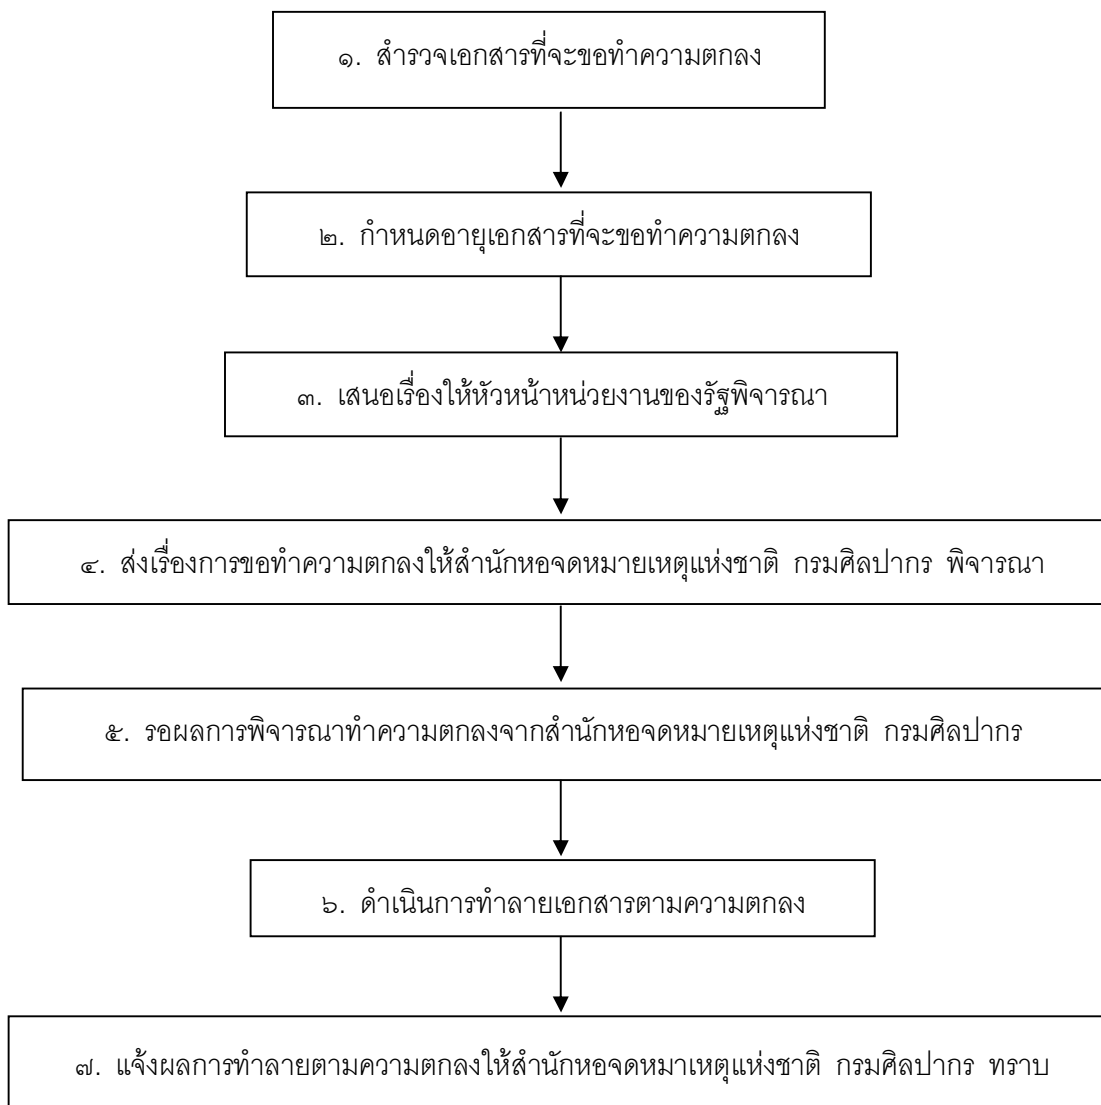 ๑. สำรวจเอกสารที่จะขอทำความตกลง
๒. กำหนดอายุเอกสารที่จะขอทำความตกลง
๓. เสนอเรื่องให้หัวหน้าหน่วยงานของรัฐพิจารณา
๔. ส่งเรื่องการขอทำความตกลงให้สำนักหอจดหมายเหตุแห่งชาติ กรมศิลปากร พิจารณา
๕. รอผลการพิจารณาทำความตกลงจากสำนักหอจดหมายเหตุแห่งชาติ กรมศิลปากร
๖. ดำเนินการทำลายเอกสารตามความตกลง
๗. แจ้งผลการทำลายตามความตกลงให้สำนักหอจดหมาเหตุแห่งชาติ กรมศิลปากร ทราบ